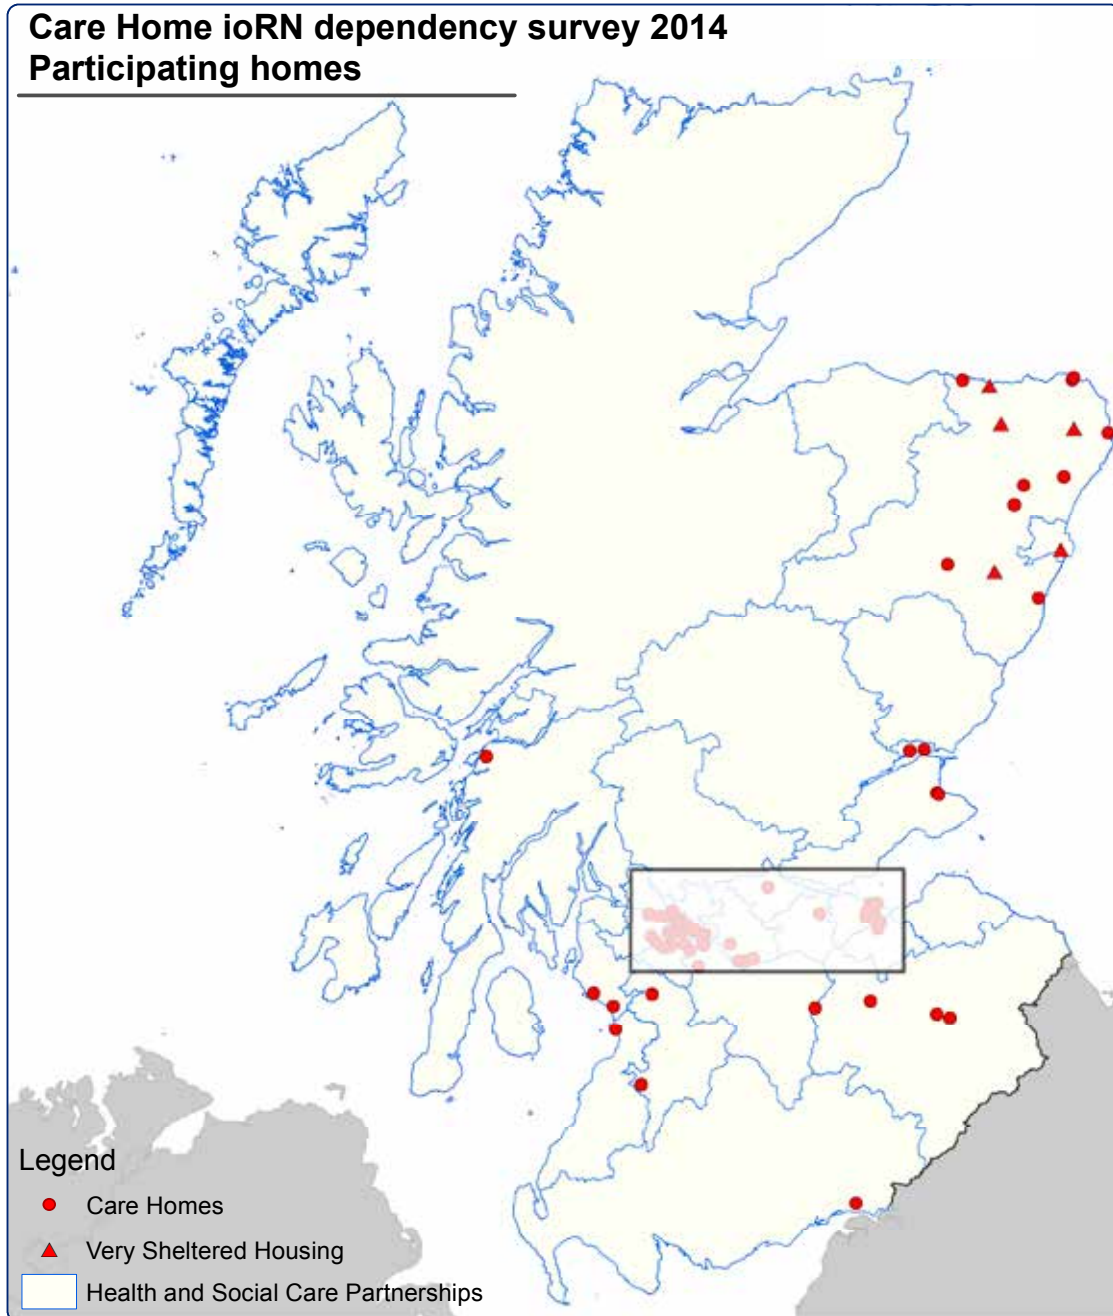 Care Home ioRN dependency survey 2014
Participating homes
Legend
Care Homes
Very Sheltered Housing
Health and Social Care Partnerships